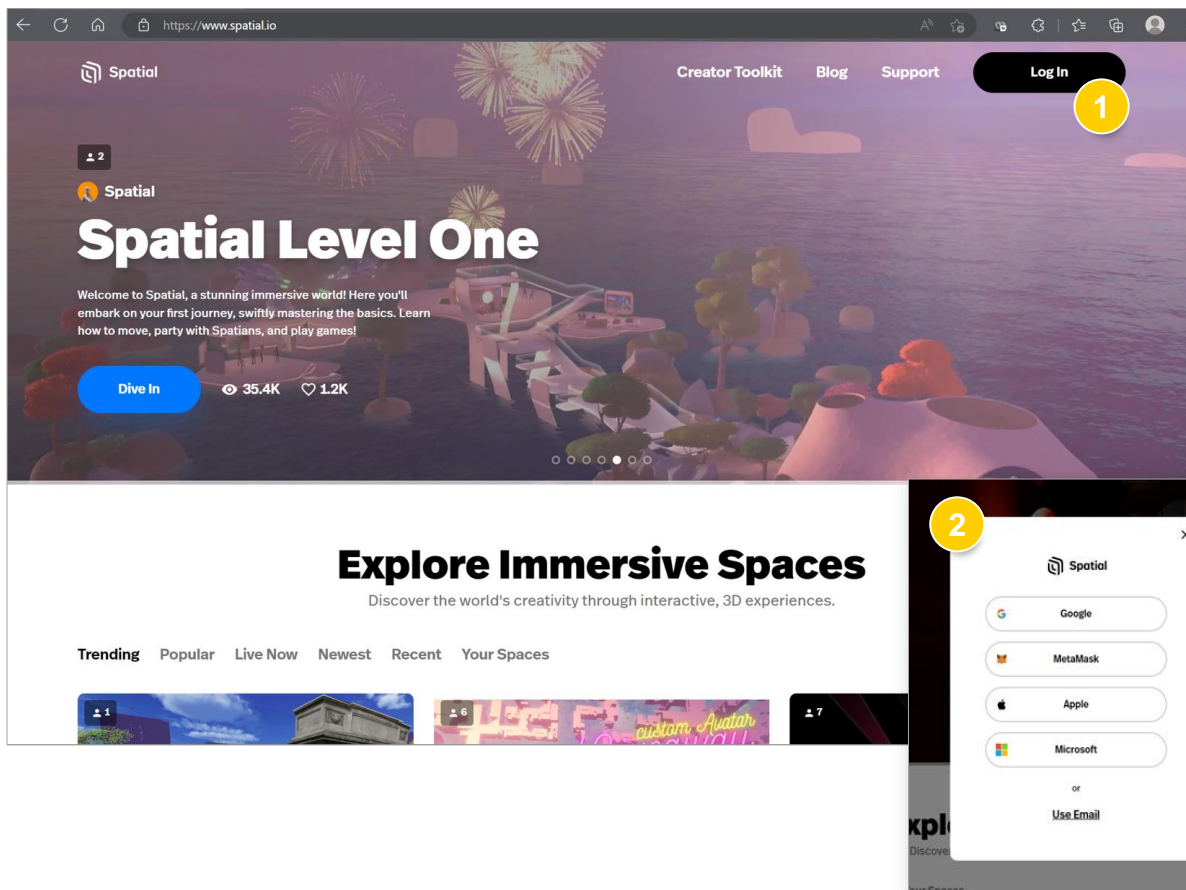 https://www.spatial.io
Spatial
Creator Toolkit Blog Support Log In
1
2
Spatial
Spatial Level One
Welcome to Spatial, a stunning immersive world! Here you'll
embark on your first journey, swiftly mastering the basics. Learn
how to move, party with Spatians, and play games!
Dive In 35.4K 1.2K
Explore Immersive Spaces
Discover the world's creativity through interactive, 3D experiences.
Trending Popular Live Now Newest Recent Your Spaces
1
6
custom Avatar
7
2
Spatial
Google
MetaMask
Apple
Microsoft
or
Use Email
xpl
Discove